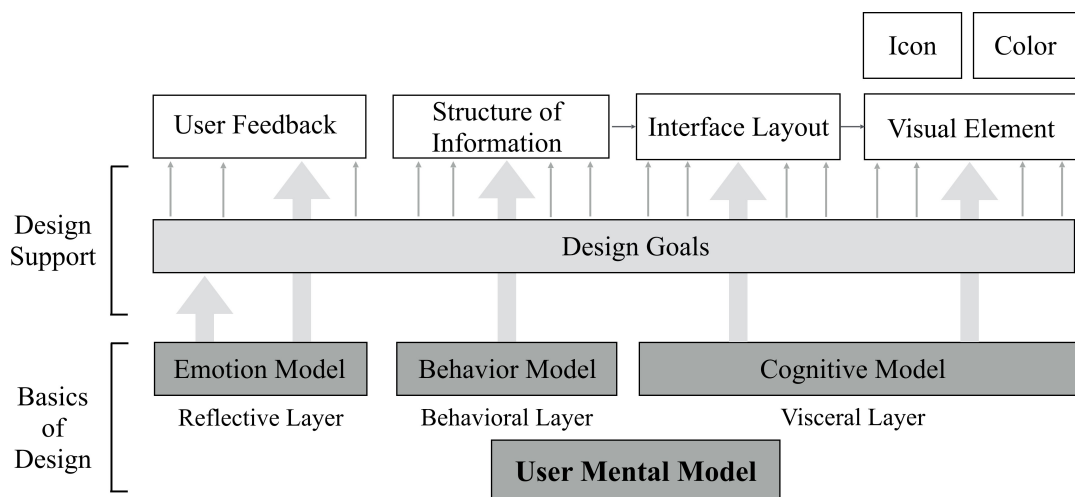 Icon
Color
User Feedback
Structure of
Information
Interface Layout
Visual Element
Design
Support
Design Goals
Emotion Model
Behavior Model
Cognitive Model
Basics
of
Design
Reflective Layer
Behavioral Layer
Visceral Layer
User Mental Model